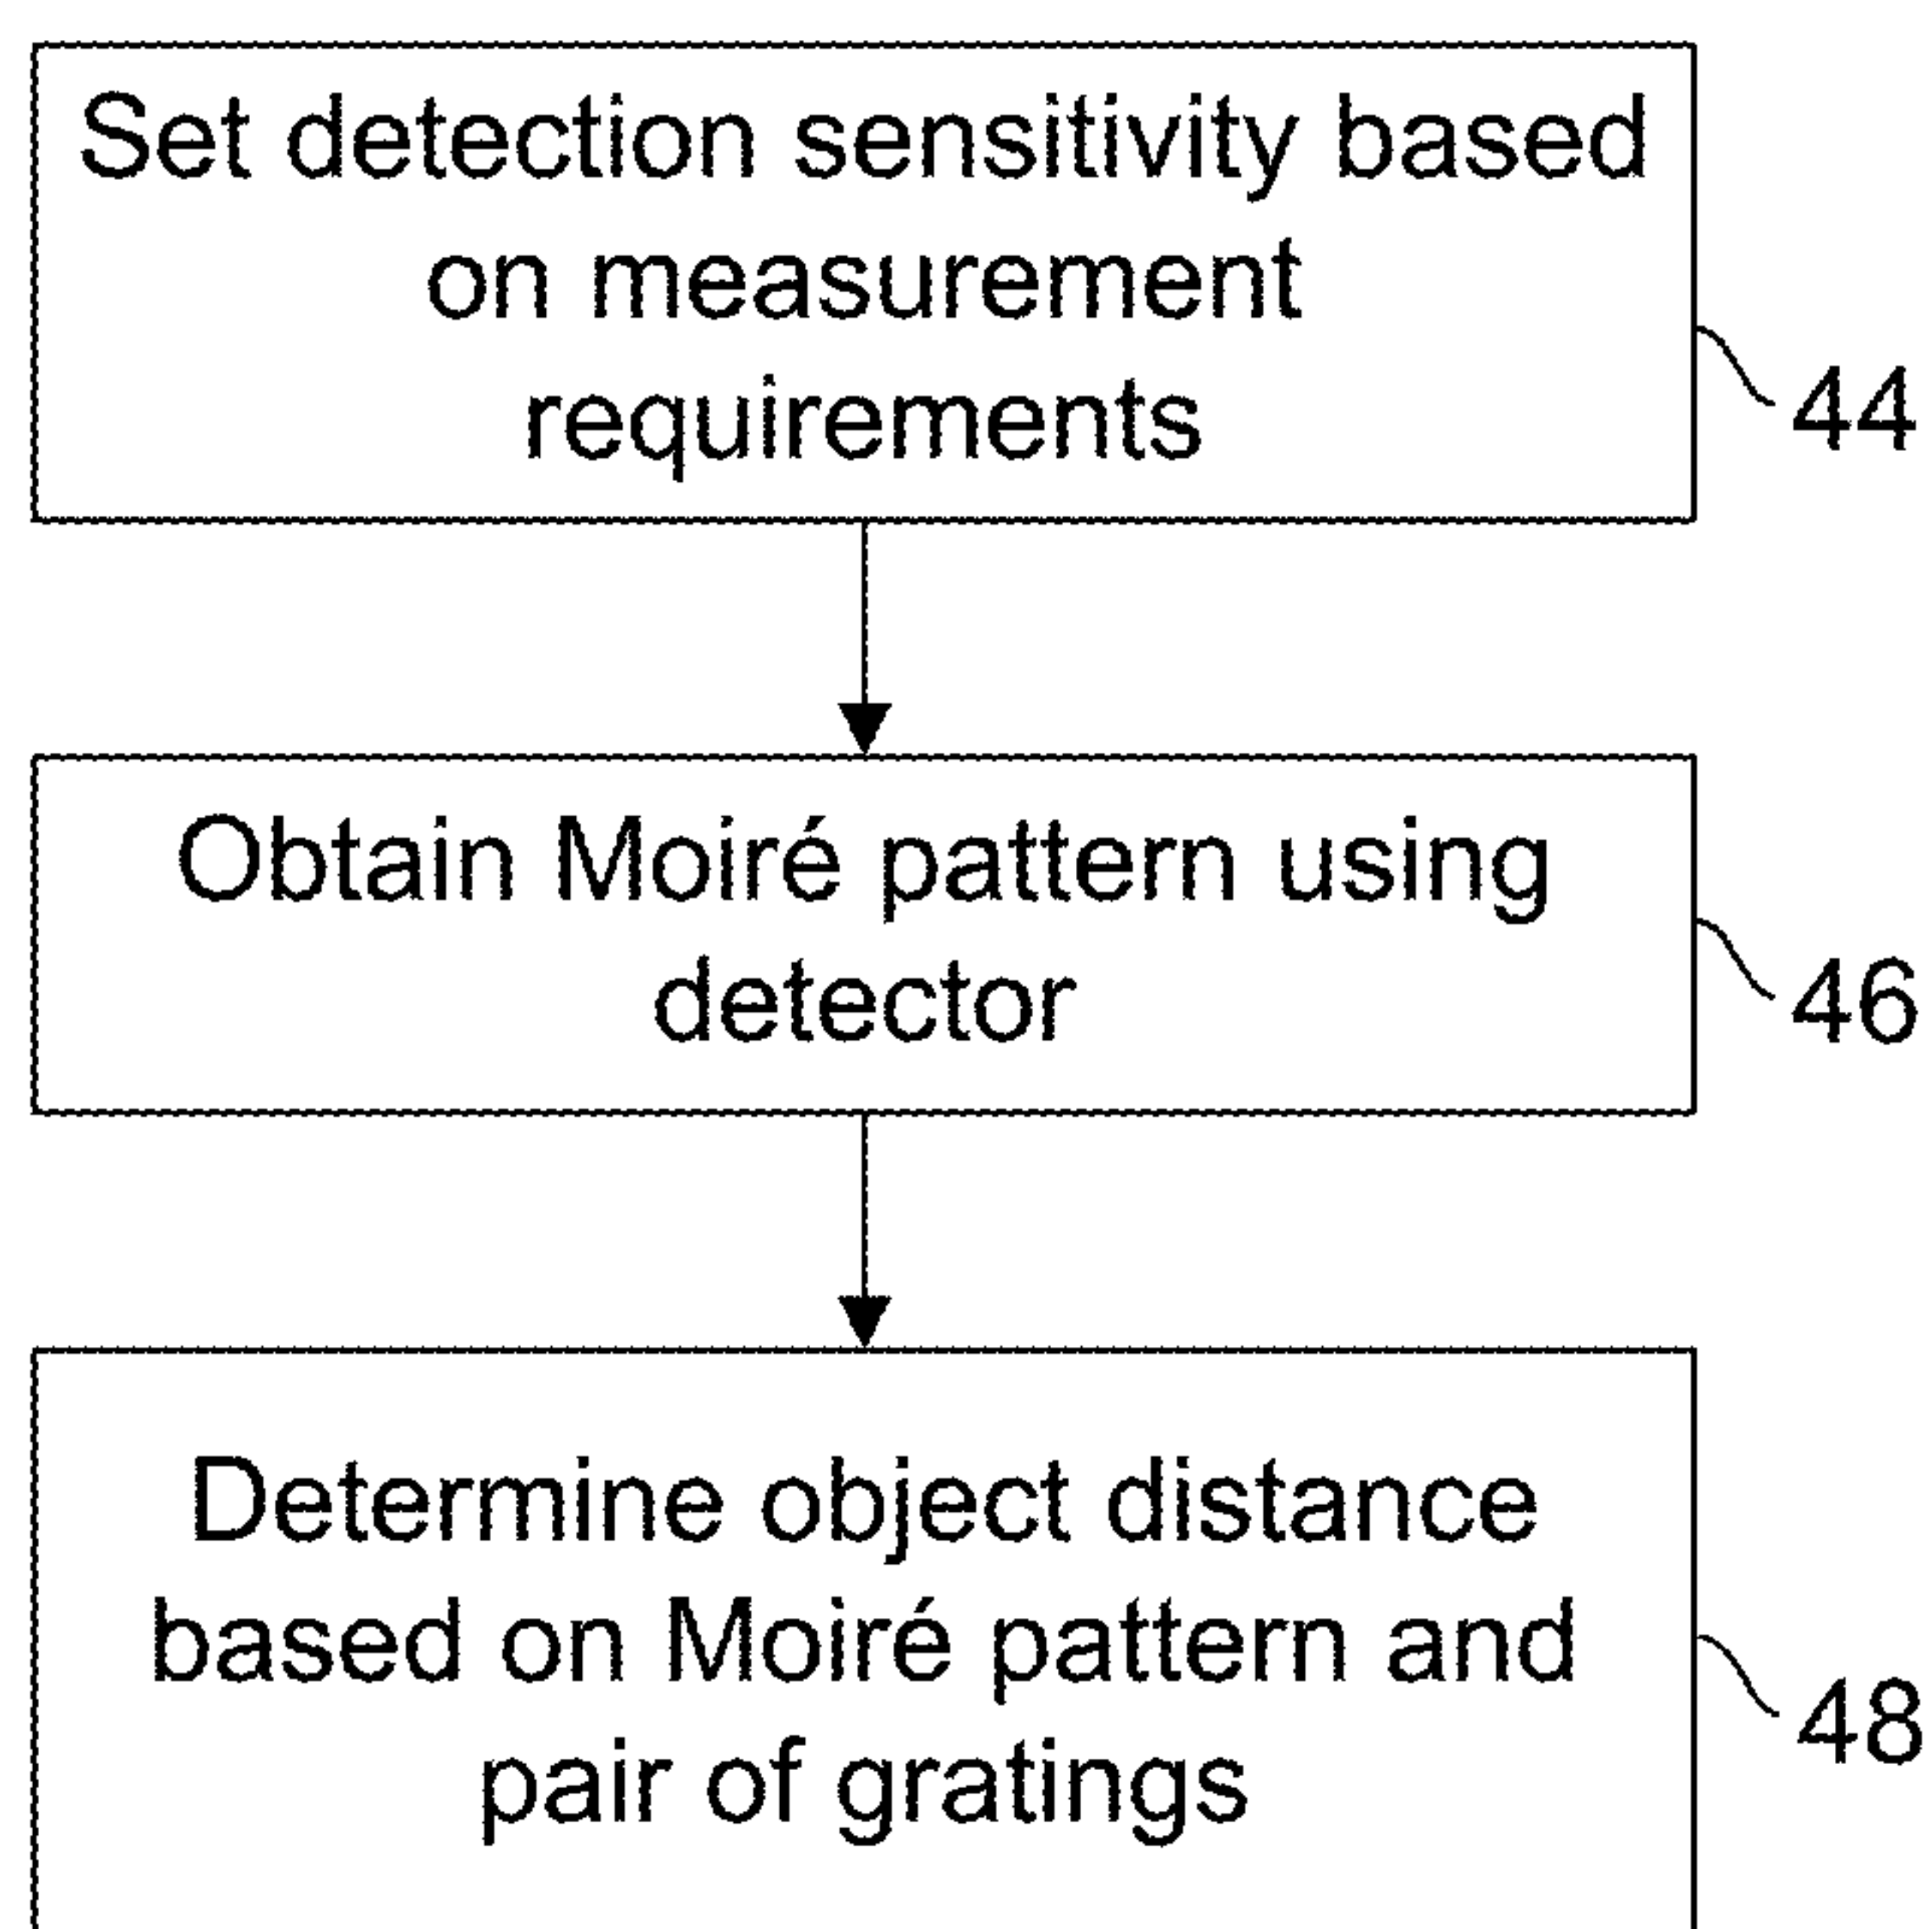 Set detection sensitivity based
on measurement
requirements
44
Obtain Moiré pattern using
detector
46
Determine object distance
based on Moiré pattern and
pair of gratings
48